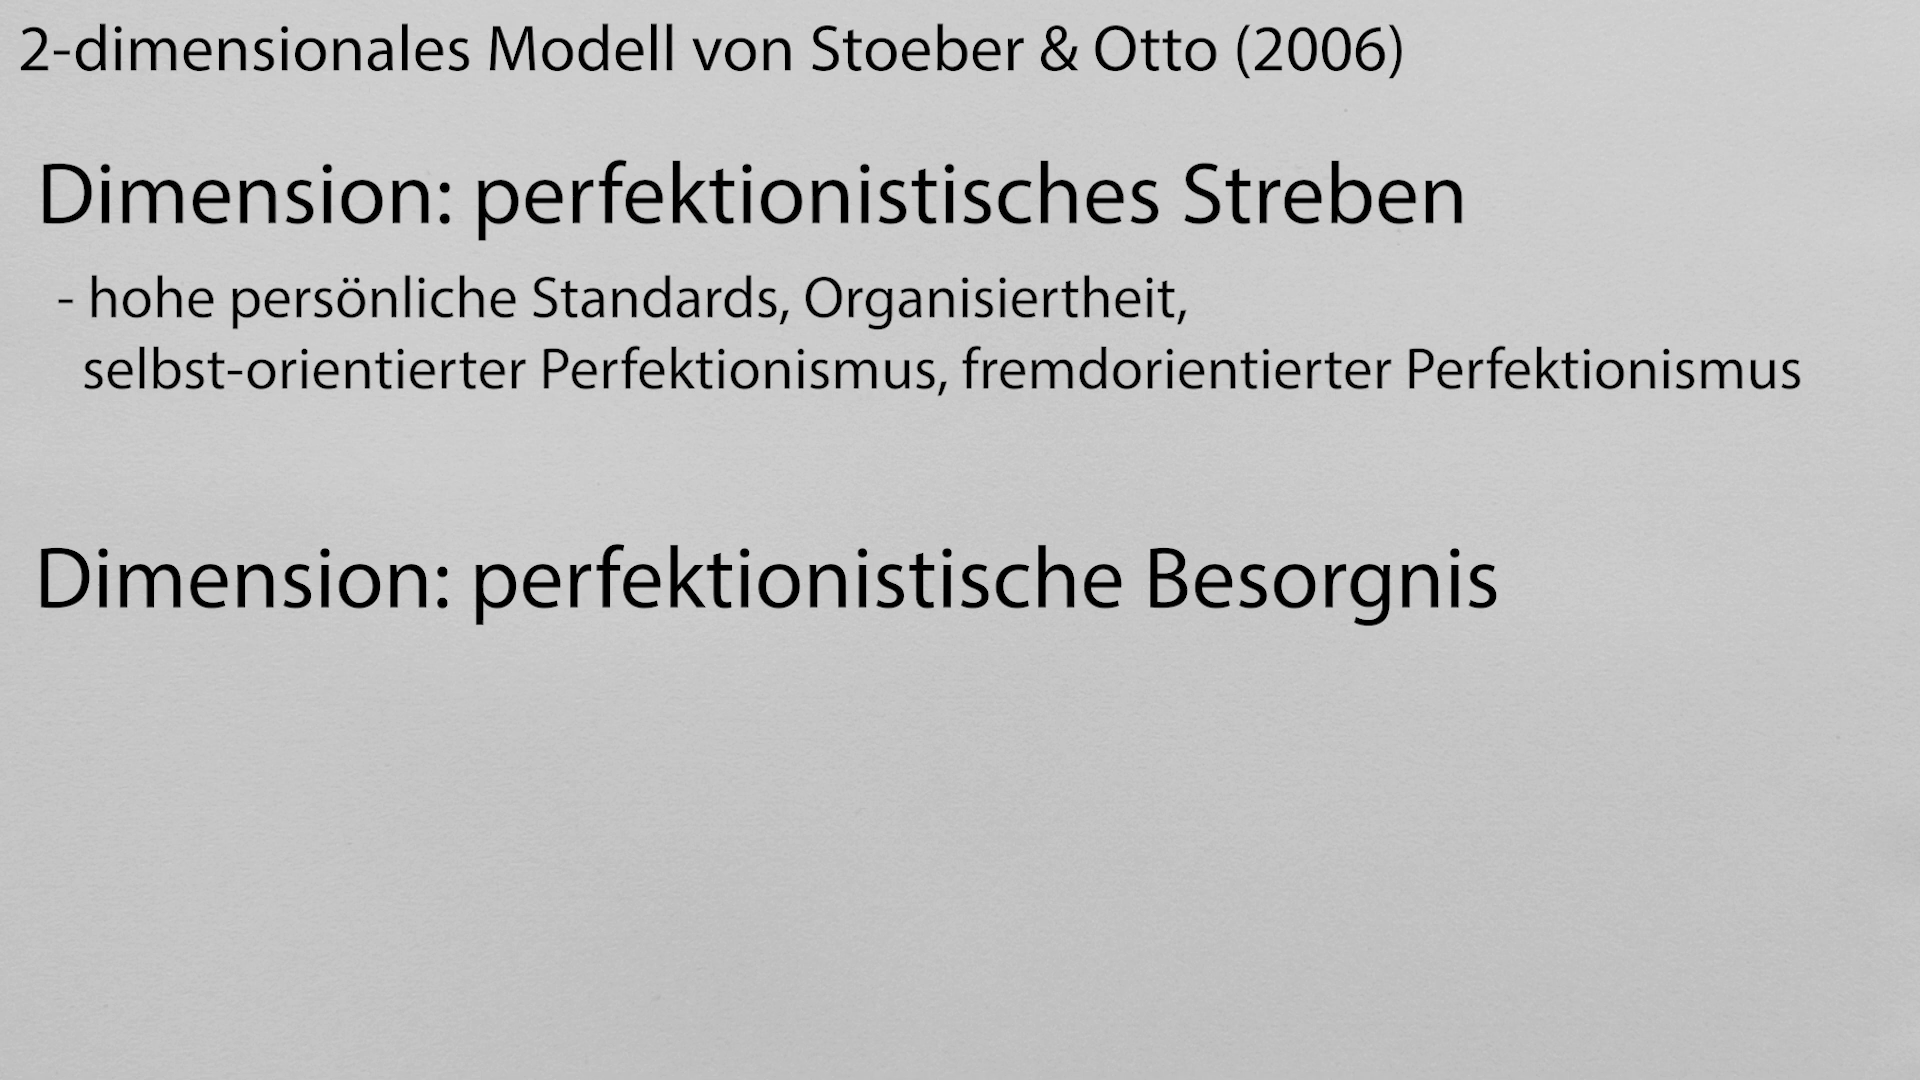 2-dimensionales Modell von Stoeber & Otto (2006)
Dimension: perfektionistisches Streben
- hohe persönliche Standards, Organisiertheit,
selbst-orientierter Perfektionismus, fremdorientierter Perfektionismus
Dimension: perfektionistische Besorgnis